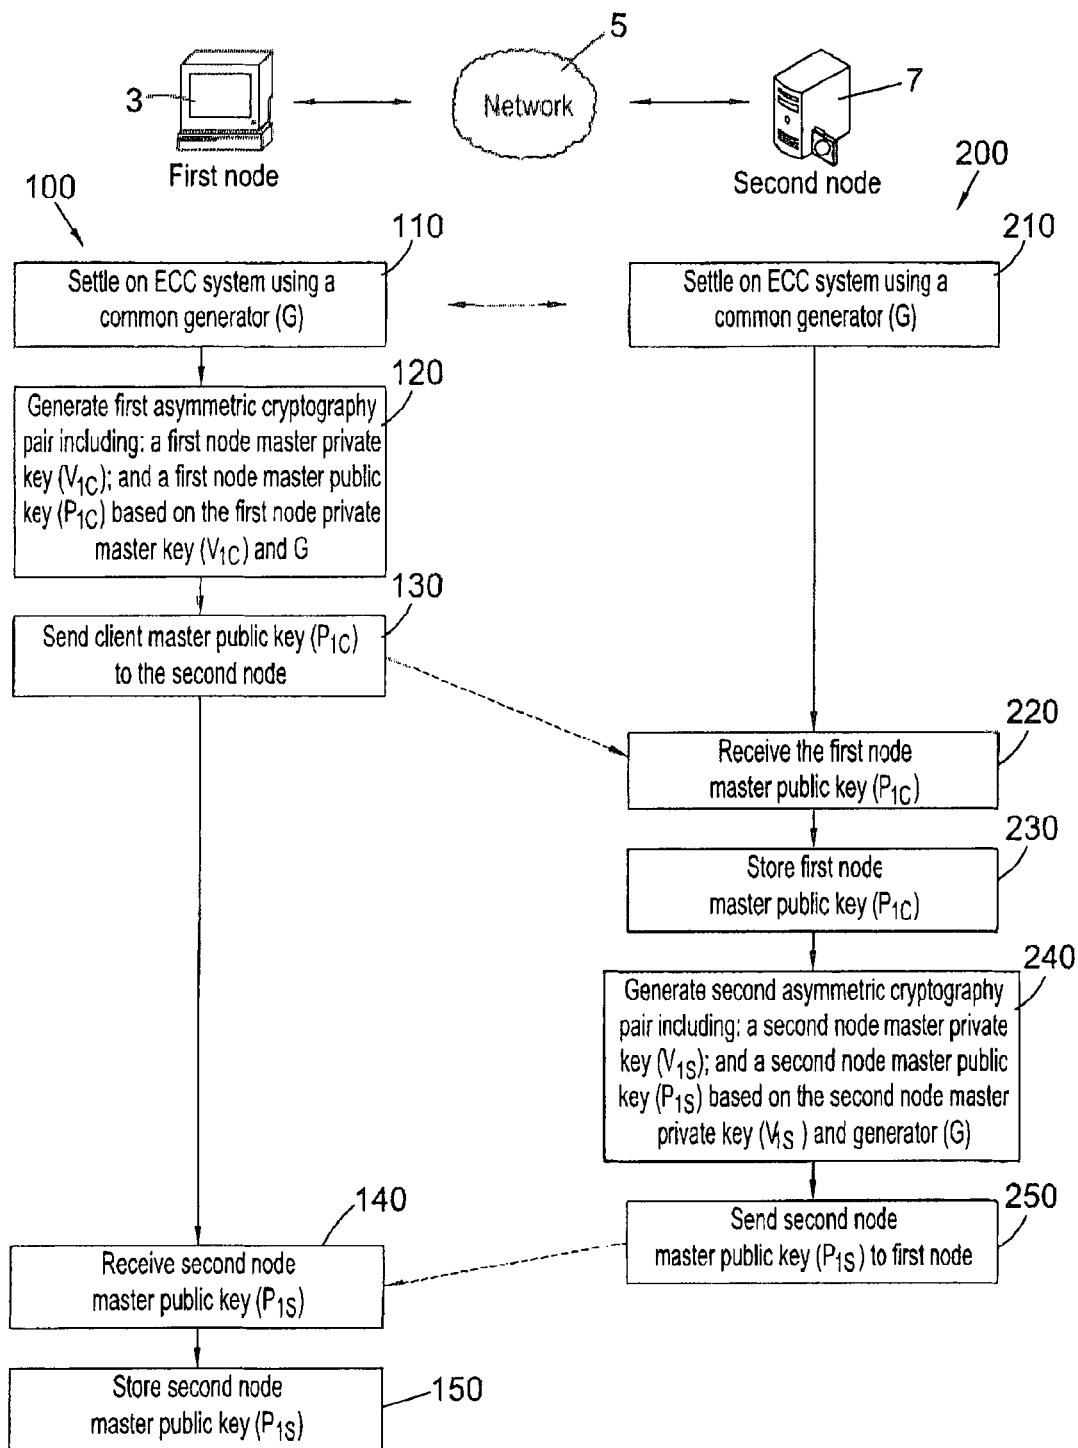 5
3
Network
7
First node
Second node
100
200
110
210
Settle on ECC system using a
common generator (G)
Settle on ECC system using a
common generator (G)
120
Generate first asymmetric cryptography
pair including: a first node master private
key (V1C); and a first node master public
key (P1C) based on the first node private
master key (V1C) and G
130
Send client master public key (P1C)
to the second node
220
Receive the first node
master public key (P1C)
230
Store first node
master public key (P1C)
240
Generate second asymmetric cryptography
pair including: a second node master private
key (V1S); and a second node master public
key (P1S) based on the second node master
private key (V1S) and generator (G)
250
Send second node
master public key (P1S) to first node
140
Receive second node
master public key (P1S)
150
Store second node
master public key (P1S)